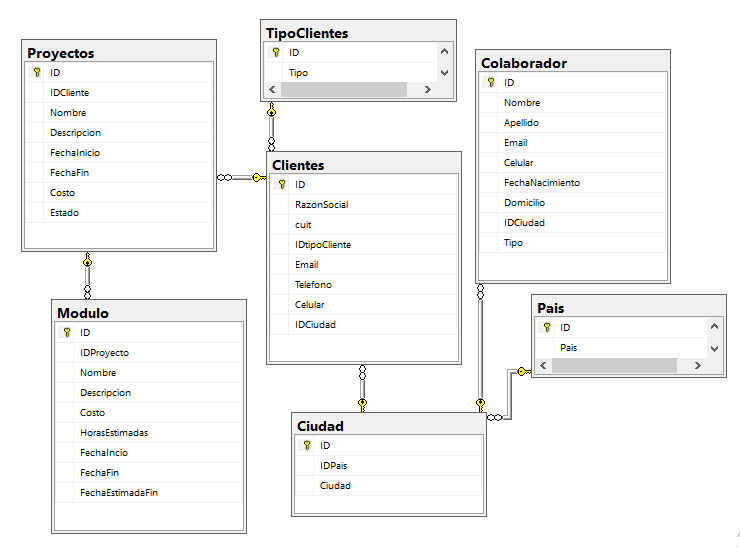 Proyectos
ID
IDCliente
Nombre
Descripcion
FechaInicio
FechaFin
Costo
Estado
TipoClientes
ID
Tipo
Colaborador
ID
Nombre
Apellido
Email
Celular
FechaNacimiento
Domicilio
IDCiudad
Tipo
Clientes
ID
RazonSocial
cuit
IDtipoCliente
Email
Telefono
Celular
IDCiudad
Modulo
ID
IDProyecto
Nombre
Descripcion
Costo
HorasEstimadas
FechaIncio
FechaFin
FechaEstimadaFin
Pais
ID
Pais
Ciudad
ID
IDPais
Ciudad